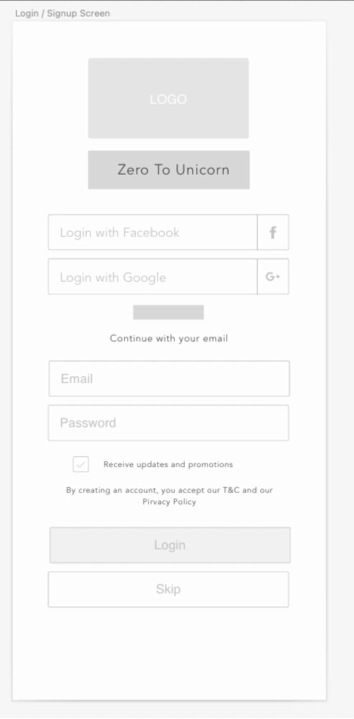 Login / Signup Screen
LOGO
Zero To Unicorn
Login with Facebook
f
Login with Google
G+
Continue with your email
Email
Password
Receive updates and promotions
By creating an account, you accept our T&C and our
Pirvacy Policy
Login
Skip